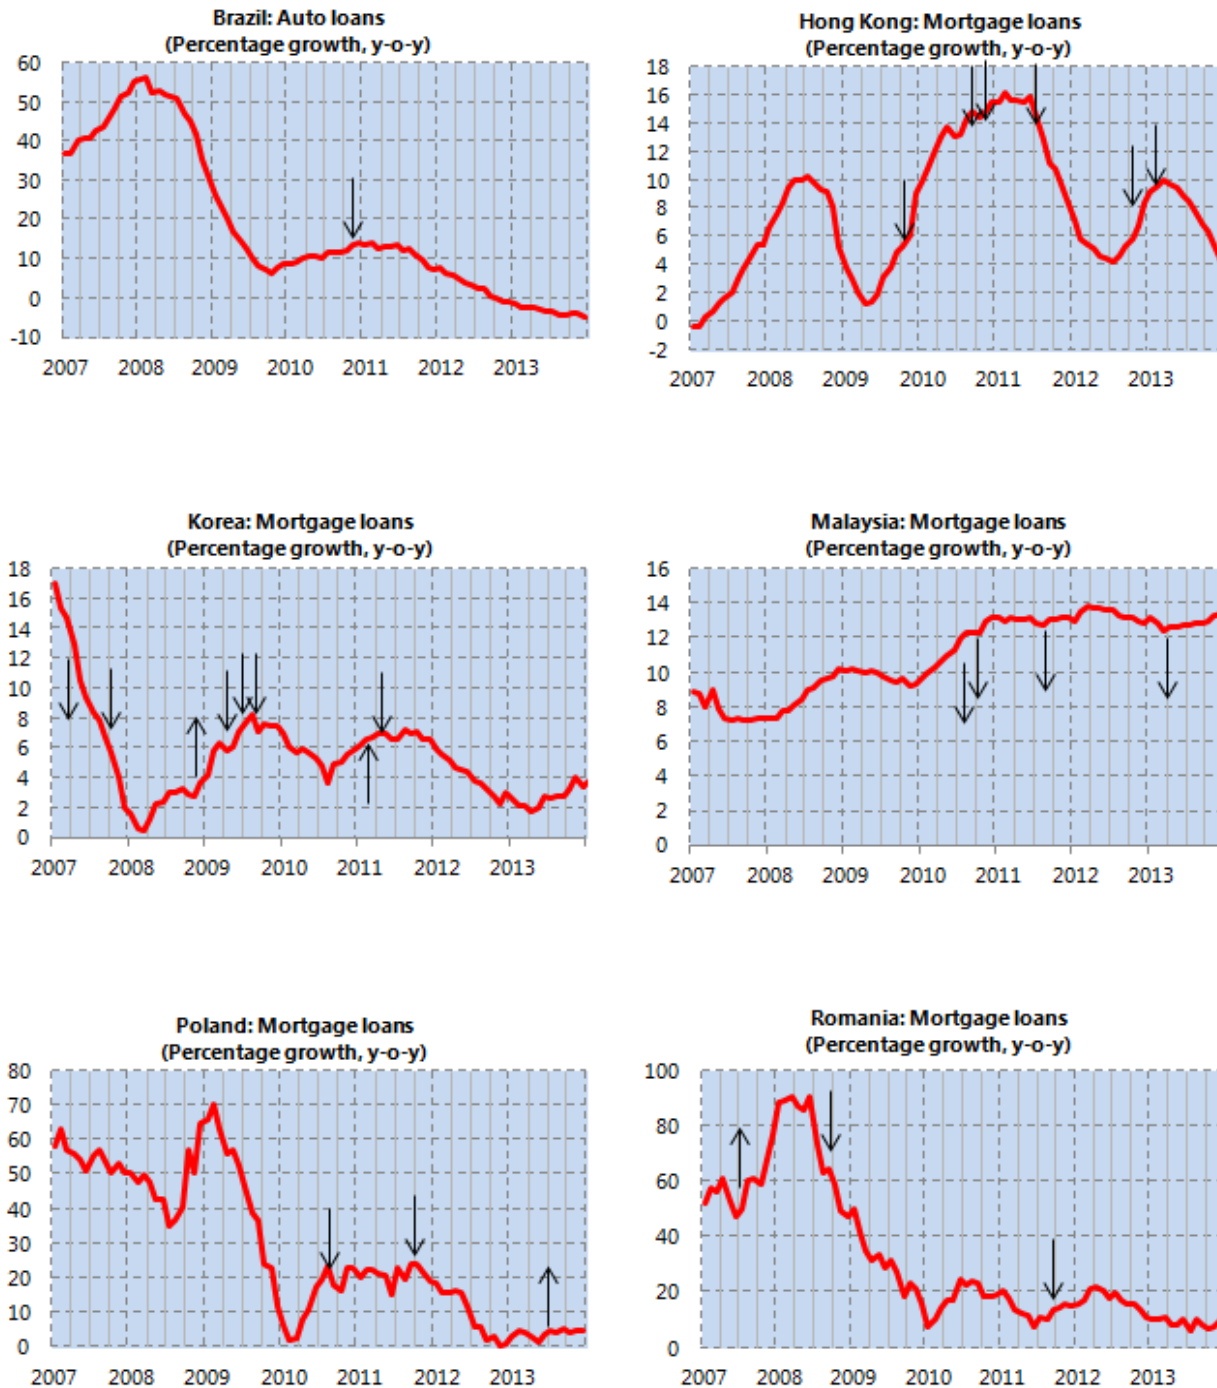 Brazil: Auto loans
(Percentage growth, y-o-y)
60
50
40
30
20
10
0
-10
2007 2008 2009 2010 2011 2012 2013
Hong Kong: Mortgage loans
(Percentage growth, y-o-y)
18
16
14
12
10
8
6
4
2
0
-2
2007 2008 2009 2010 2011 2012 2013
Korea: Mortgage loans
(Percentage growth, y-o-y)
18
16
14
12
10
8
6
4
2
0
2007 2008 2009 2010 2011 2012 2013
Malaysia: Mortgage loans
(Percentage growth, y-o-y)
16
14
12
10
8
6
4
2
0
2007 2008 2009 2010 2011 2012 2013
Poland: Mortgage loans
(Percentage growth, y-o-y)
80
70
60
50
40
30
20
10
0
2007 2008 2009 2010 2011 2012 2013
Romania: Mortgage loans
(Percentage growth, y-o-y)
100
80
60
40
20
0
2007 2008 2009 2010 2011 2012 2013